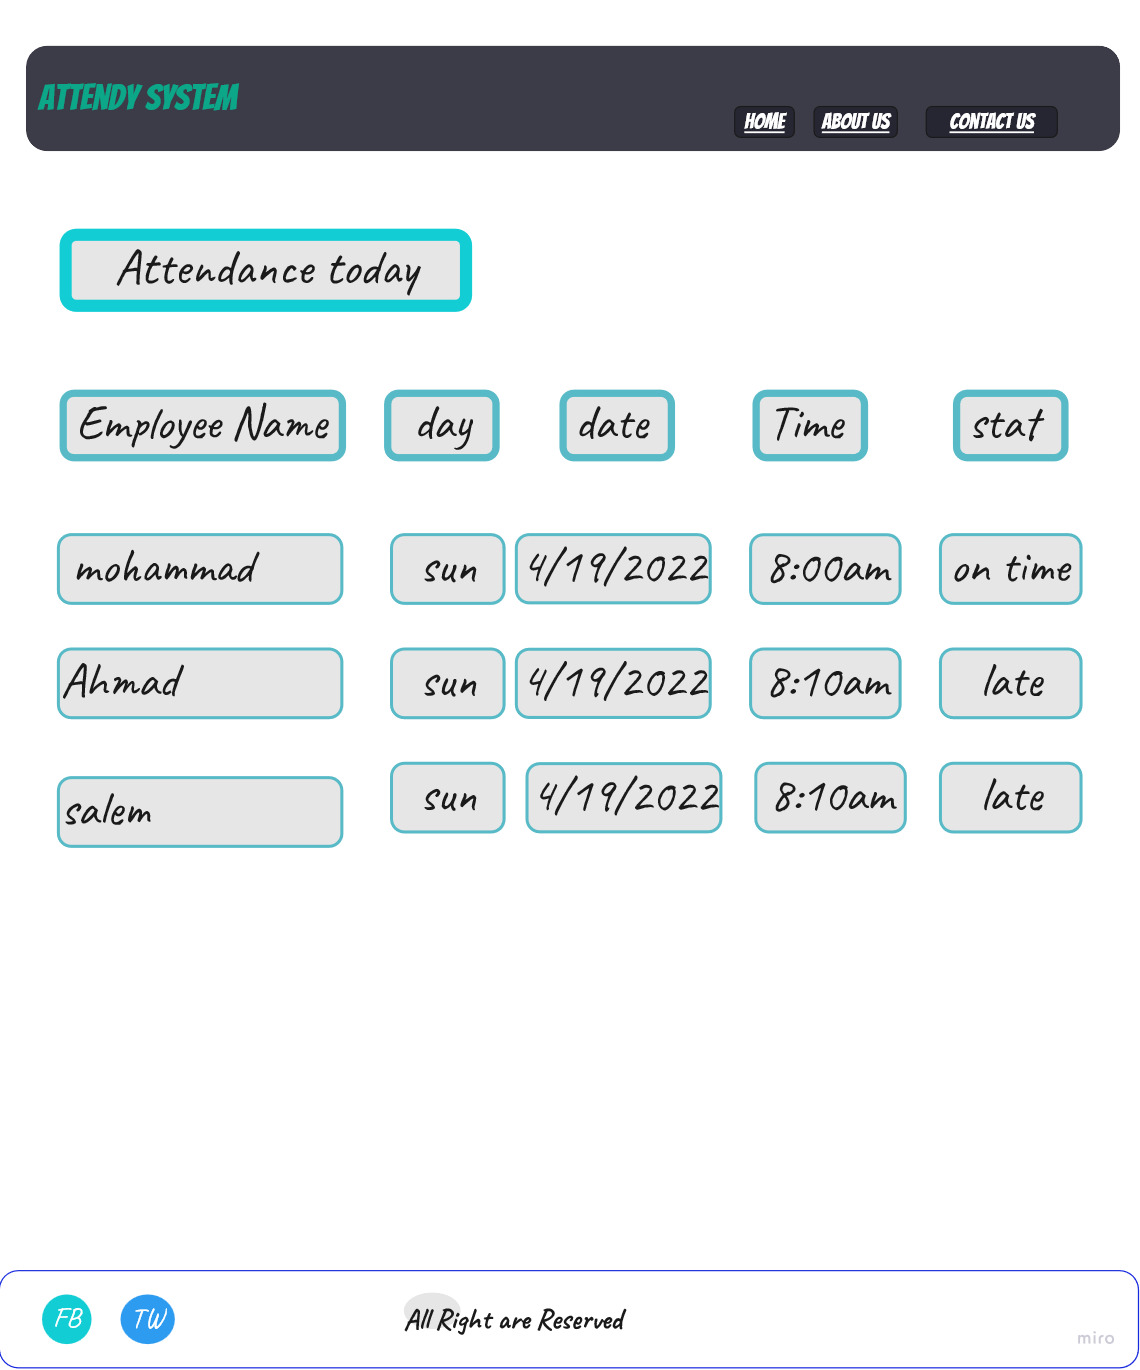 ATTENDY SYSTEM
HOME ABOUT US CONTACT US
Attendance today
Employee Name day date Time stat
mohammad sun 4/19/2022 8:00am on time
Ahmad sun 4/19/2022 8:10am late
salem sun 4/19/2022 8:10am late
FB TW All Right are Reserved
miro